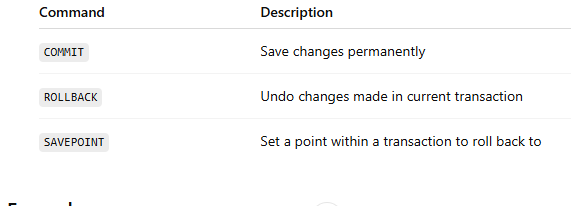 Command Description
COMMIT Save changes permanently
ROLLBACK Undo changes made in current transaction
SAVEPOINT Set a point within a transaction to roll back to